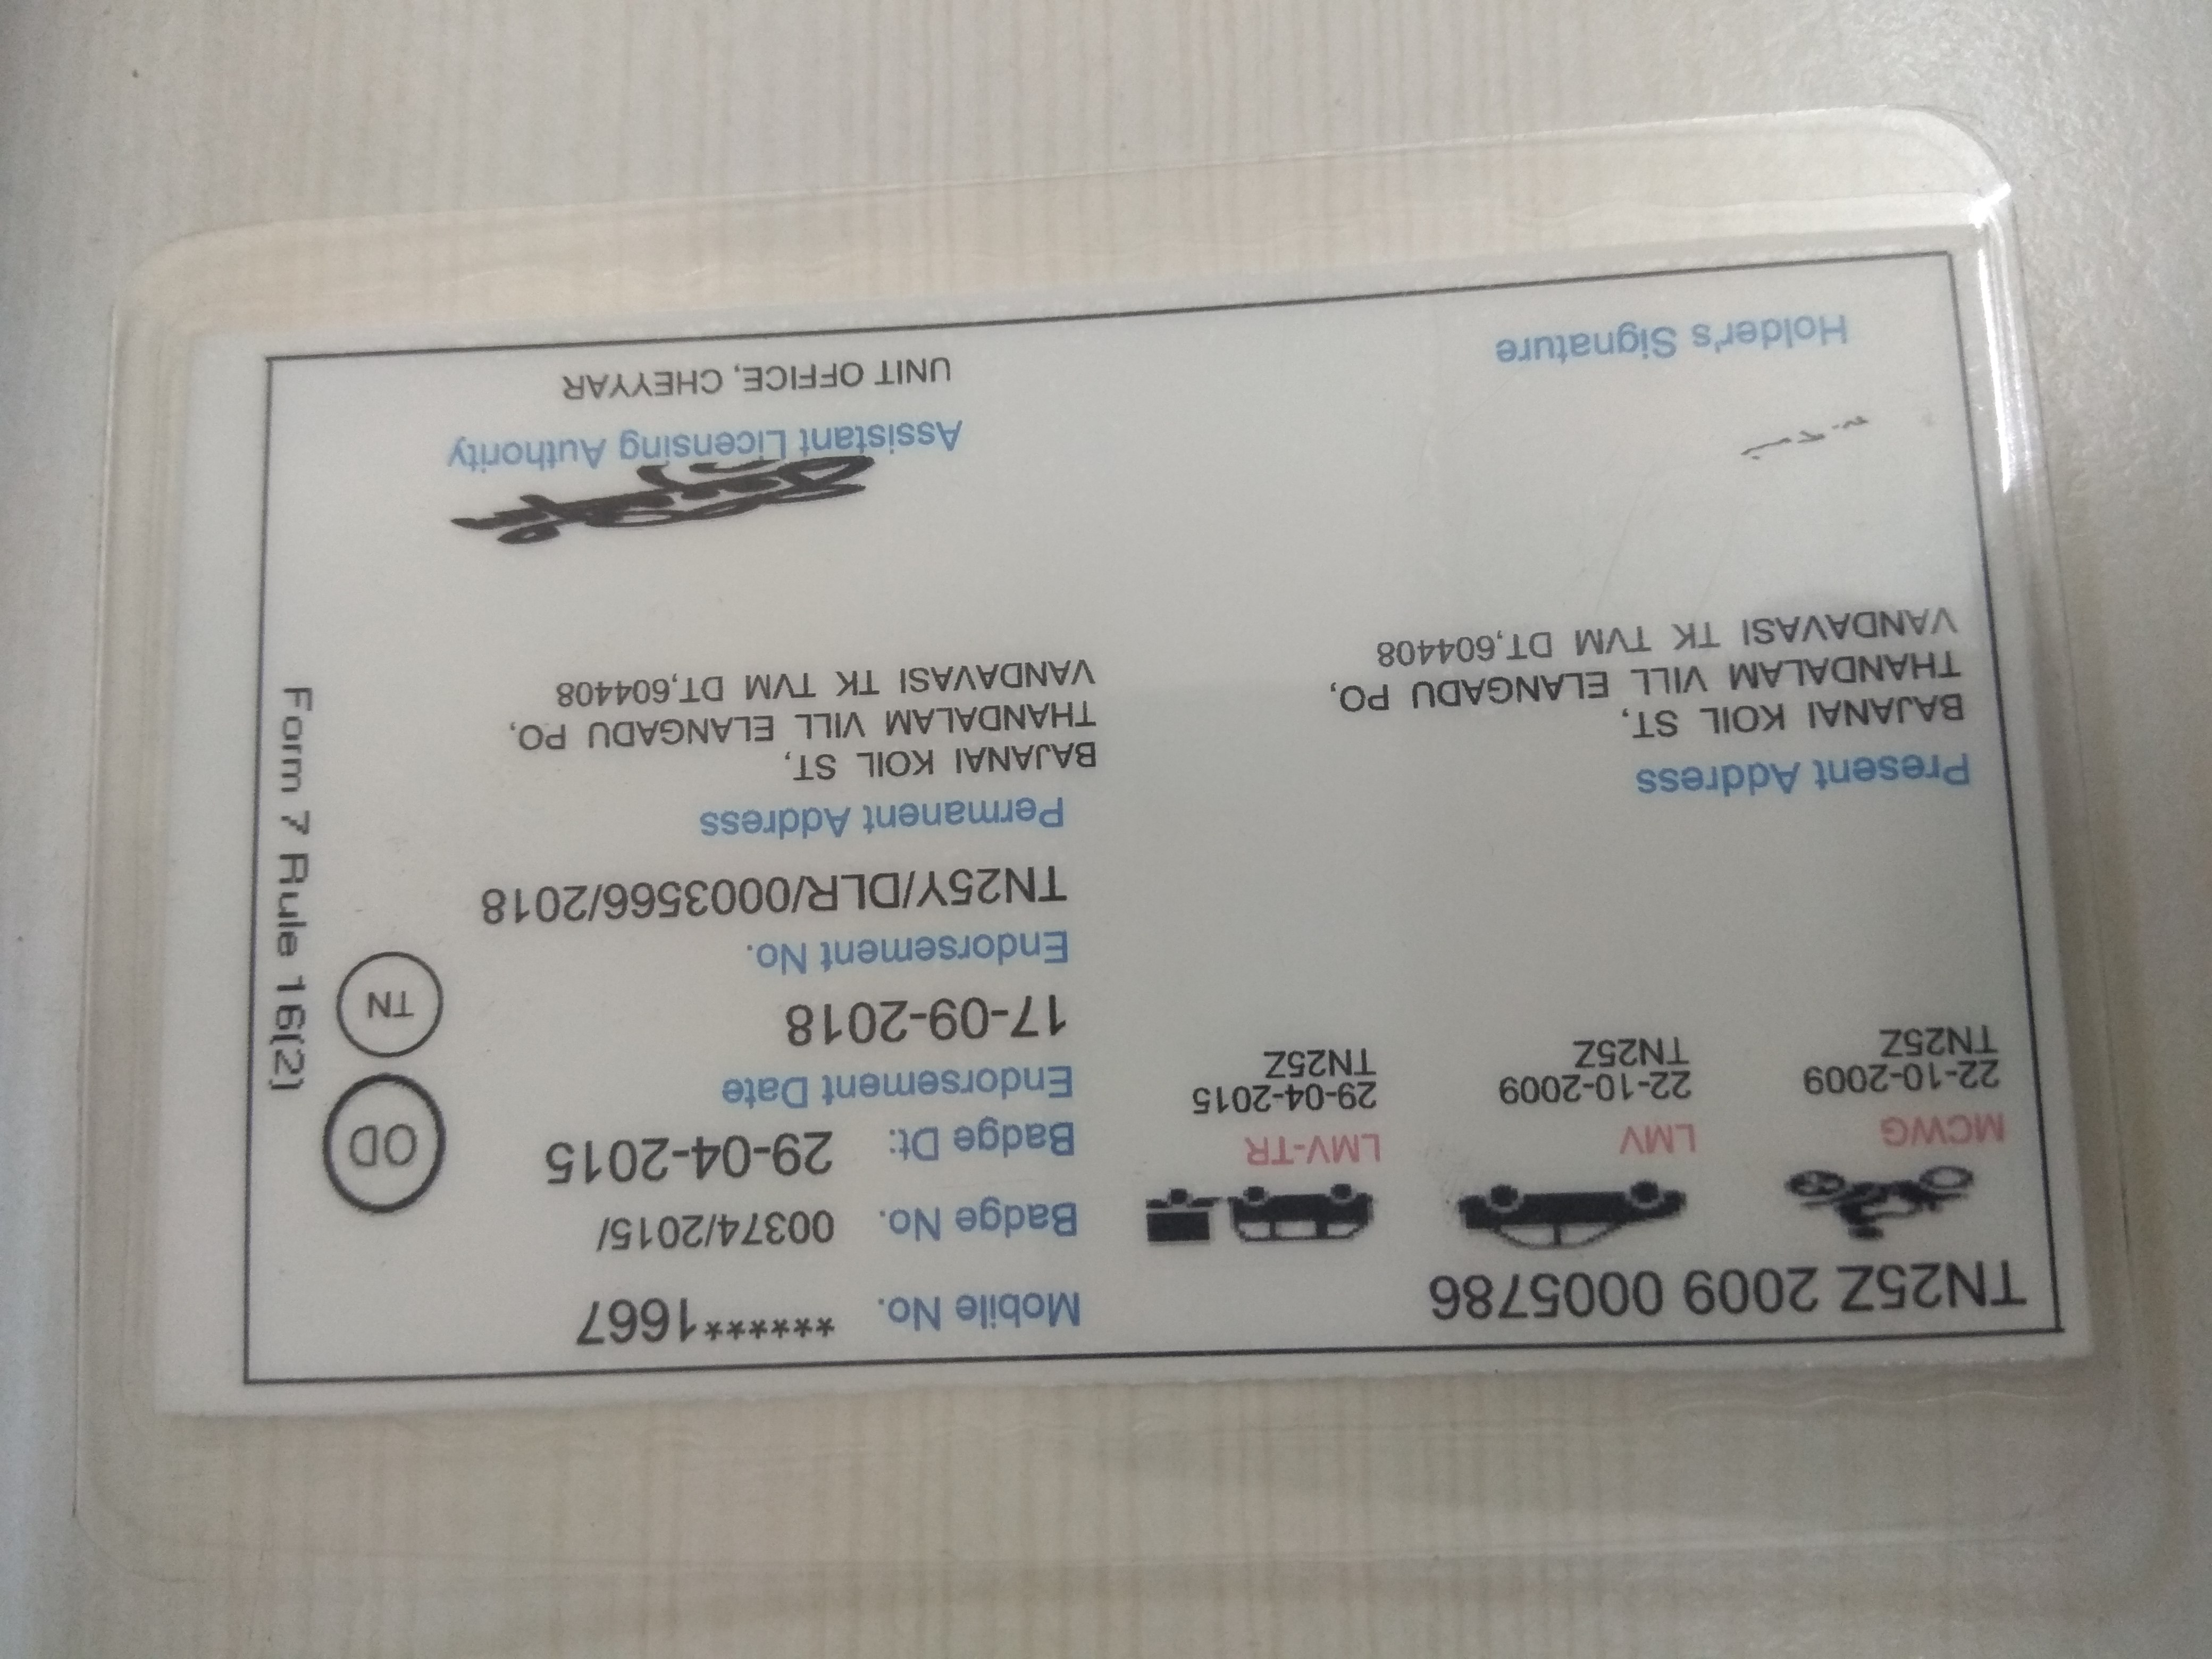 TN25Z 2009 0005786
MCWG
22-10-2009
TN25Z
LMV
22-10-2009
TN25Z
LMV-TR
29-04-2015
TN25Z
Present Address
BAJANAI KOIL ST,
THANDALAM VILL ELANGADU PO,
VANDAVASI TK TVM DT,604408
Holder's Signature
Mobile No. ******1667
Badge No. 00374/2015/
Badge Dt: 29-04-2015
Endorsement Date
17-09-2018
Endorsement No.
TN25Y/DLR/0003566/2018
Permanent Address
BAJANAI KOIL ST,
THANDALAM VILL ELANGADU PO,
VANDAVASI TK TVM DT,604408
Assistant Licensing Authority
UNIT OFFICE, CHEYYAR
OD
TN
Form 7 Rule 16(2)